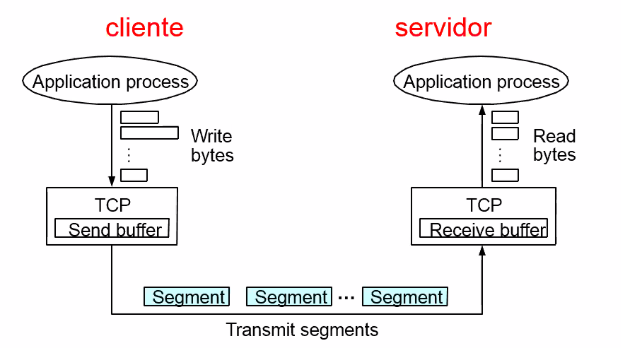 cliente
servidor
Application process
Application process
Write
bytes
Read
bytes
TCP
Send buffer
TCP
Receive buffer
Segment
Segment
Segment
Transmit segments